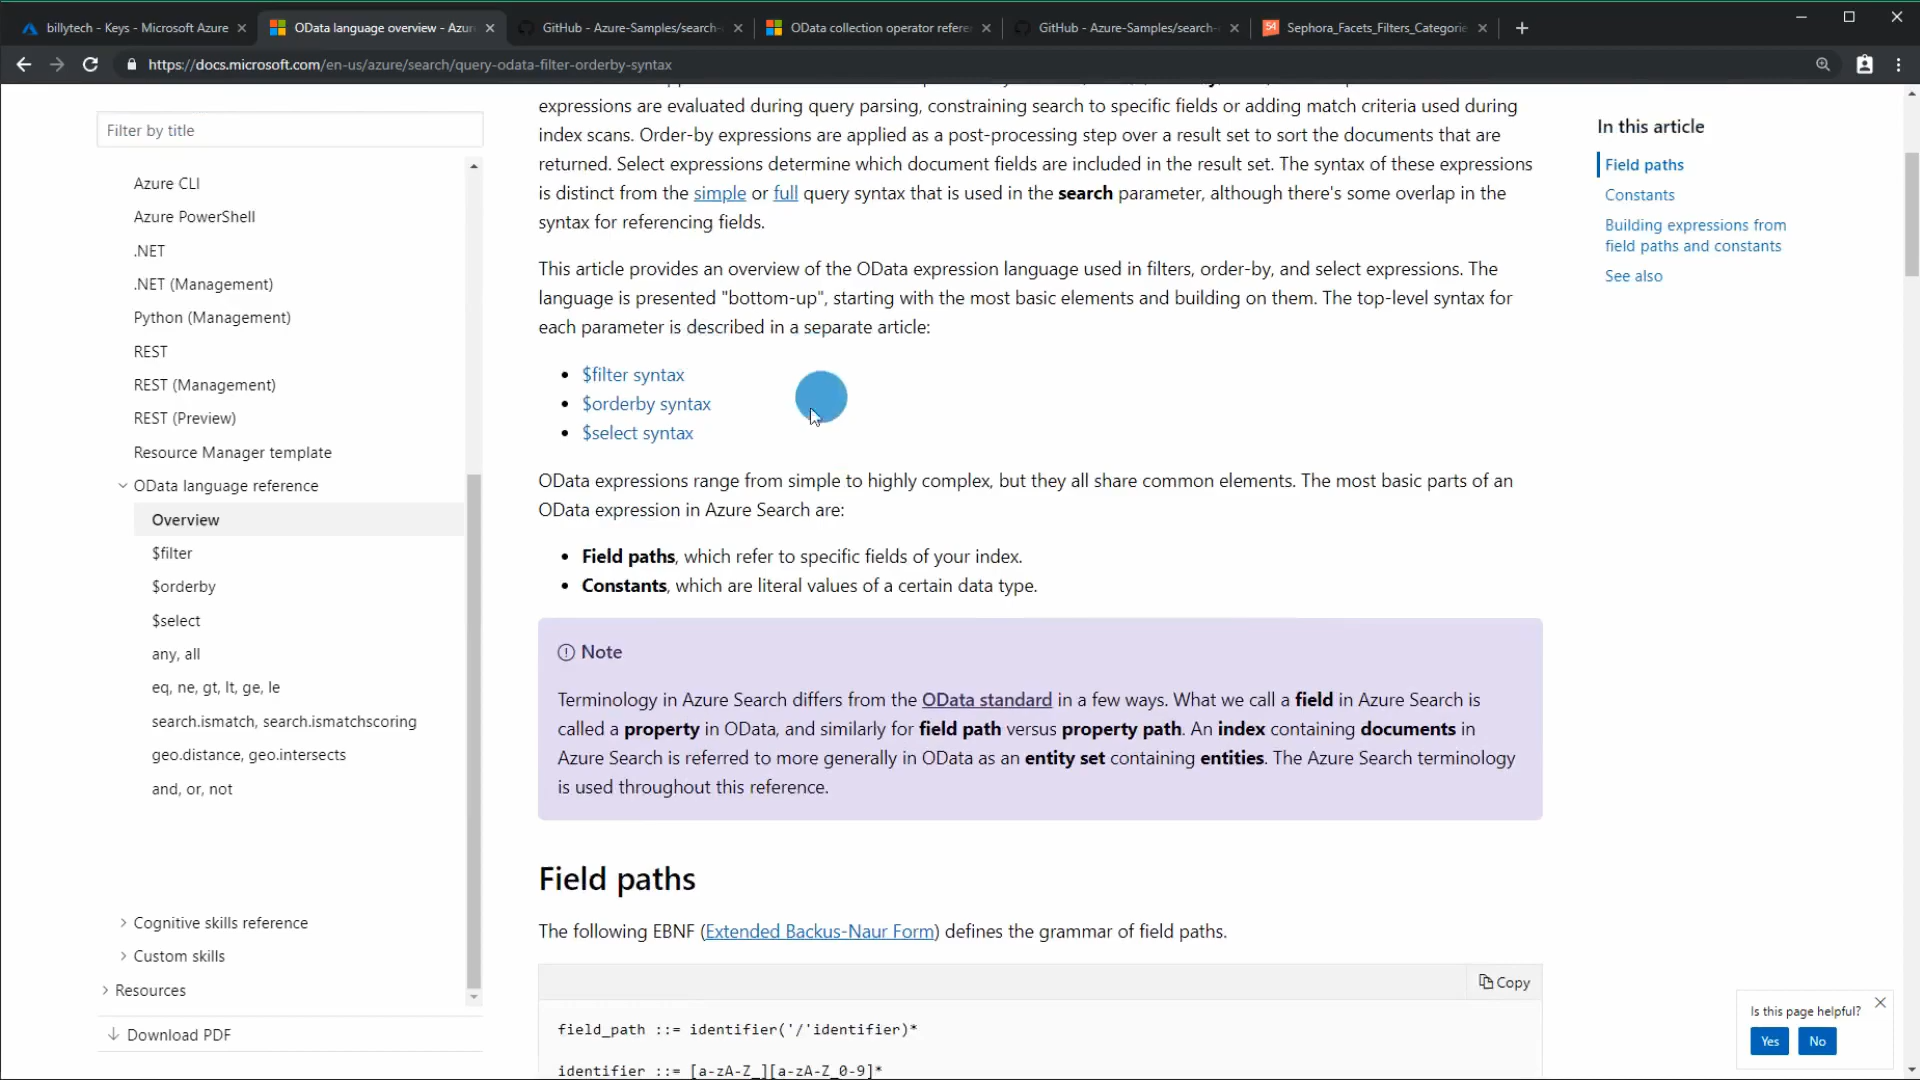 billytech - Keys - Microsoft Azure
OData language overview - Azur
GitHub - Azure-Samples/search-
OData collection operator refere
GitHub - Azure-Samples/search-
54
Sephora_Facets_Filters_Categorie
https://docs.microsoft.com/en-us/azure/search/query-odata-filter-orderby-syntax
Filter by title
Azure CLI
Azure PowerShell
.NET
.NET (Management)
Python (Management)
REST
REST (Management)
REST (Preview)
Resource Manager template
OData language reference
Overview
$filter
$orderby
$select
any, all
eq, ne, gt, lt, ge, le
search.ismatch, search.ismatchscoring
geo.distance, geo.intersects
and, or, not
Cognitive skills reference
Custom skills
Resources
Download PDF
expressions are evaluated during query parsing, constraining search to specific fields or adding match criteria used during
index scans. Order-by expressions are applied as a post-processing step over a result set to sort the documents that are
returned. Select expressions determine which document fields are included in the result set. The syntax of these expressions
is distinct from the simple or full query syntax that is used in the search parameter, although there's some overlap in the
syntax for referencing fields.
This article provides an overview of the OData expression language used in filters, order-by, and select expressions. The
language is presented "bottom-up", starting with the most basic elements and building on them. The top-level syntax for
each parameter is described in a separate article:
• $filter syntax
• $orderby syntax
• $select syntax
OData expressions range from simple to highly complex, but they all share common elements. The most basic parts of an
OData expression in Azure Search are:
• Field paths, which refer to specific fields of your index.
• Constants, which are literal values of a certain data type.
Note
Terminology in Azure Search differs from the OData standard in a few ways. What we call a field in Azure Search is
called a property in OData, and similarly for field path versus property path. An index containing documents in
Azure Search is referred to more generally in OData as an entity set containing entities. The Azure Search terminology
is used throughout this reference.
Field paths
The following EBNF (Extended Backus-Naur Form) defines the grammar of field paths.
Copy
field_path ::= identifier('/'identifier)*
identifier ::= [a-zA-Z_][a-zA-Z_0-9]*
In this article
Field paths
Constants
Building expressions from
field paths and constants
See also
Is this page helpful?
Yes No